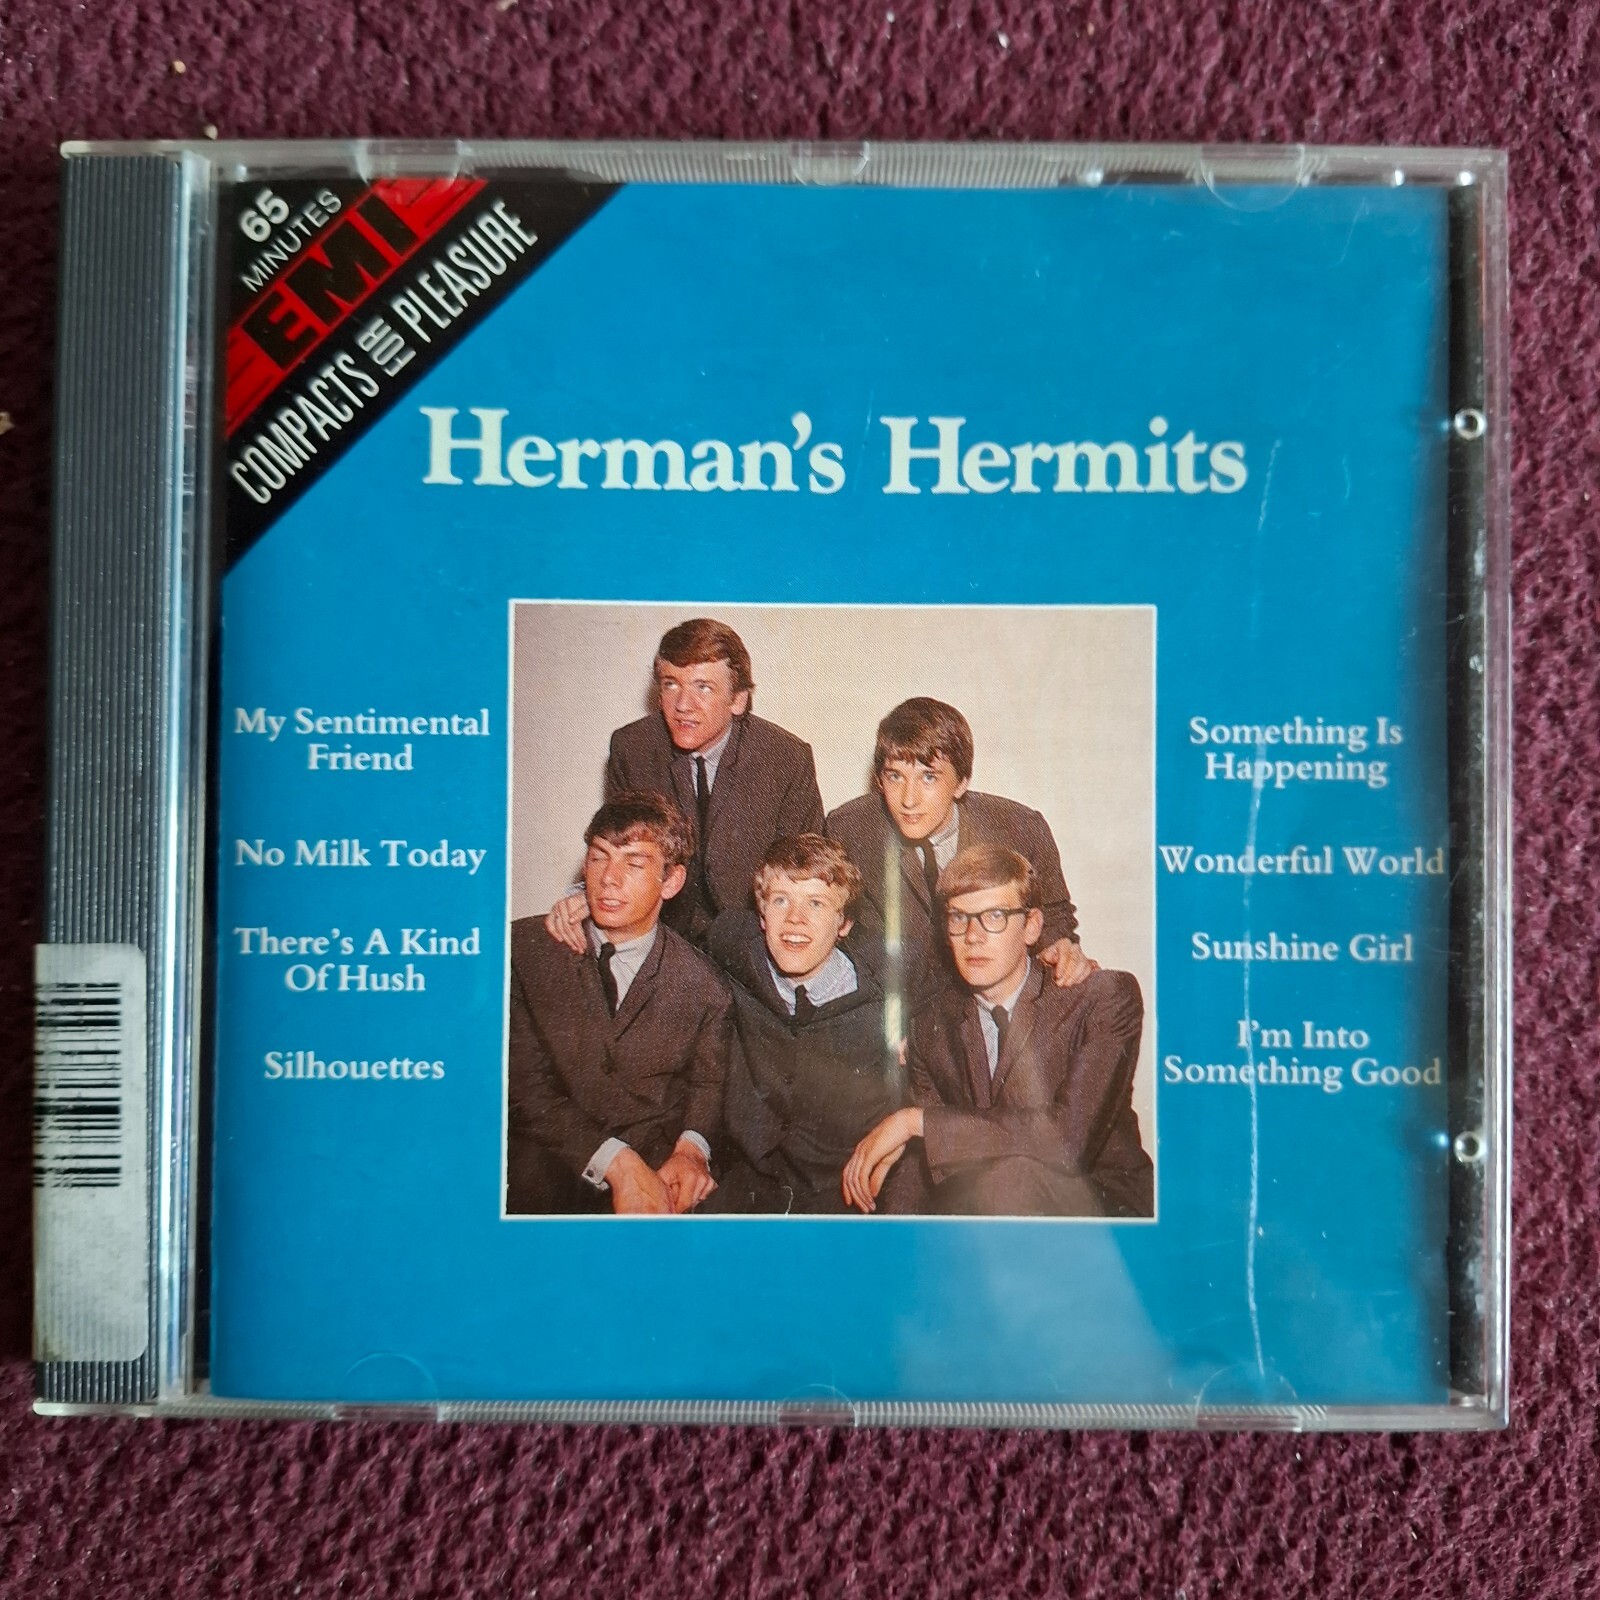 65
MINUTES
EMI
COMPACTS FOR PLEASURE
Herman's Hermits
My Sentimental
Friend
No Milk Today
There's A Kind
Of Hush
Silhouettes
Something Is
Happening
Wonderful World
Sunshine Girl
I'm Into
Something Good